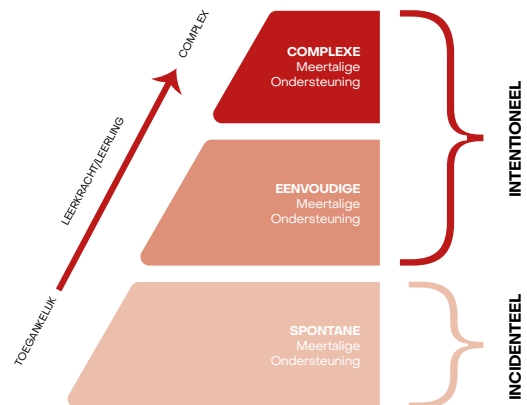 COMPLEX
LEERKRACHT/LEERLING
TOEGANKELIJK
COMPLEXE
Meertalige
Ondersteuning
EENVOUDIGE
Meertalige
Ondersteuning
SPONTANE
Meertalige
Ondersteuning
INTENTIONEEL
INCIDENTEEL